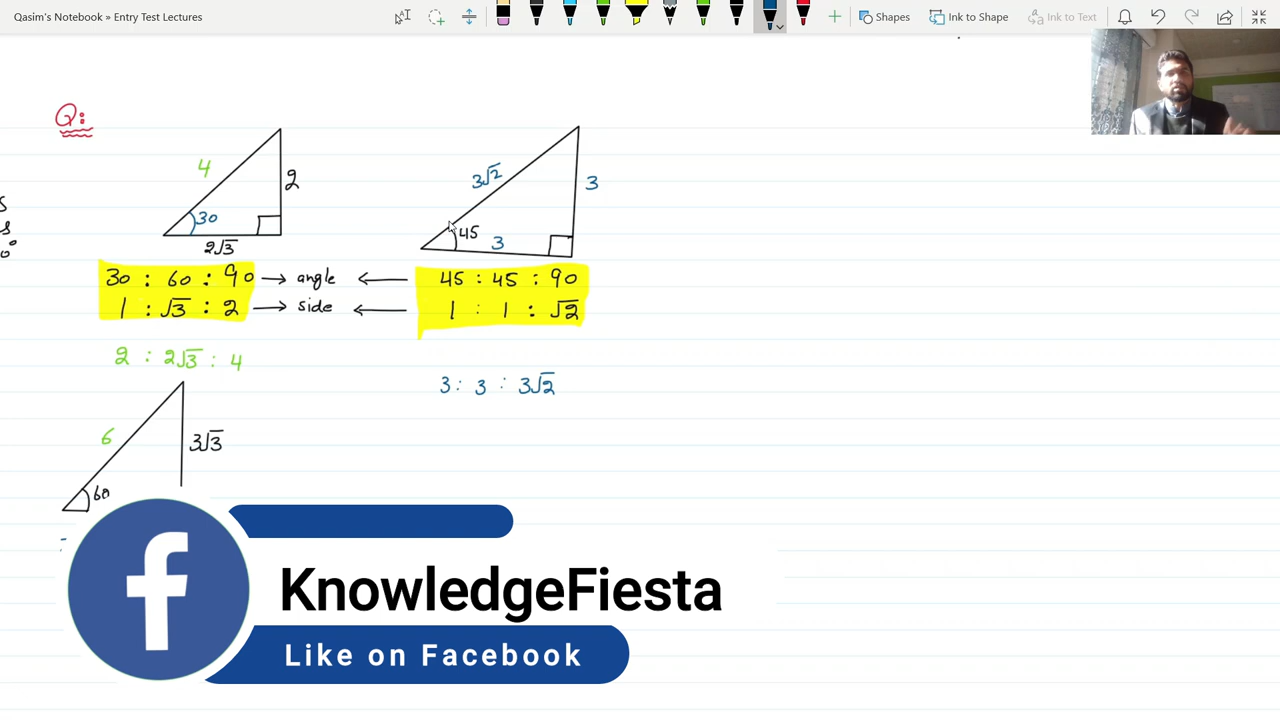 Qasim's Notebook » Entry Test Lectures
Shapes
Ink to Shape
Ink to Text
Q:
4
2
30
2√3
3√2
3
45
3
s
s
0°
30 : 60 : 90 → angle ← 45 : 45 : 90
1 : √3 : 2 → side ← 1 : 1 : √2
2 : 2√3 : 4
3 : 3 : 3√2
6
3√3
60
KnowledgeFiesta
Like on Facebook